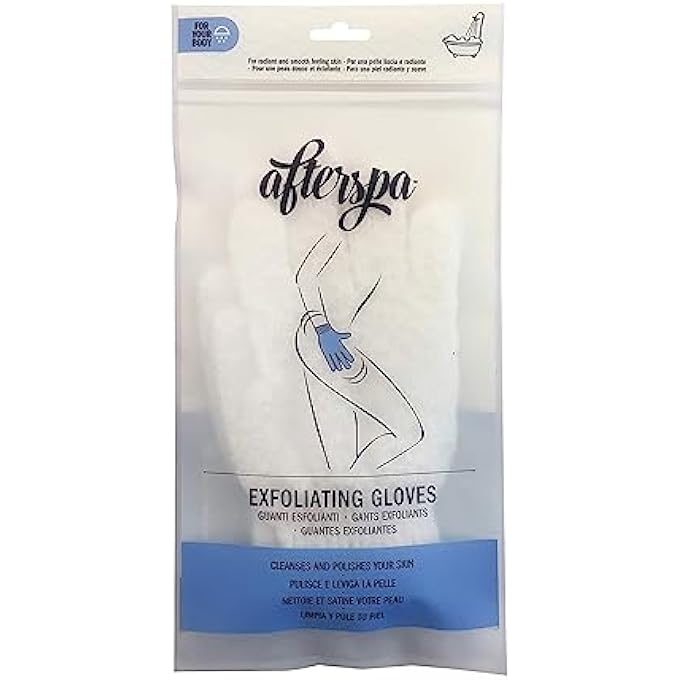 FOR
YOUR
BODY
For radiant and smooth feeling skin · Par una pelle liscia e radiante
· Pour une peau douce et éclatante · Para una piel radiante y suave
afterspa™
EXFOLIATING GLOVES
GUANTI ESFOLIANTI · GANTS EXFOLIANTS
· GUANTES EXFOLIANTES
CLEANSES AND POLISHES YOUR SKIN
PULISCE E LEVIGA LA PELLE
NETTOIE ET SATINE VOTRE PEAU
LIMPIA Y PULE SU PIEL